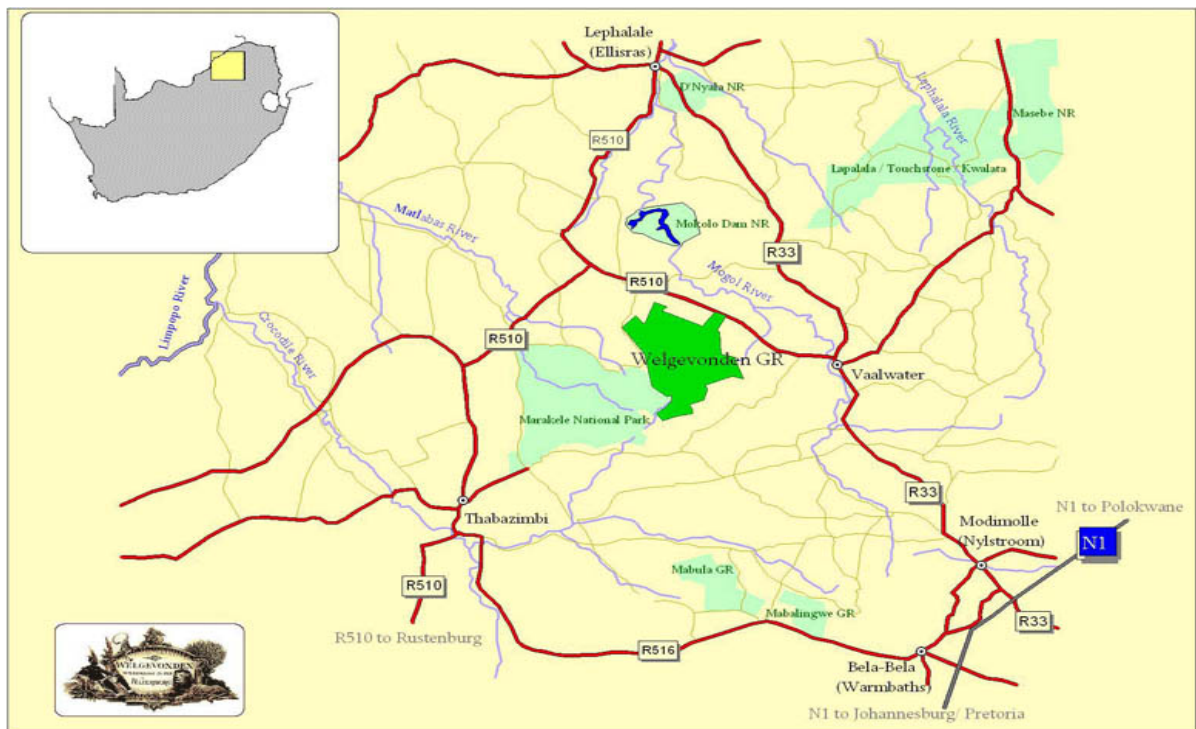 Lephalale
(Ellisras)
D'Nyala NR
Lephalala River
Masebe NR
R510
Lapalala / Touchstone / Kwalata
Matlabas River
Mokolo Dam NR
R33
Limpopo River
Mogol River
R510
Crocodile River
R510
Welgevonden GR
Vaalwater
Marakele National Park
R33
N1 to Polokwane
Thabazimbi
Modimolle
(Nylstroom)
N1
Mabula GR
R510
Mabalingwe GR
R33
R510 to Rustenburg
R516
WELGEVONDEN
Bela-Bela
(Warmbaths)
N1 to Johannesburg/ Pretoria